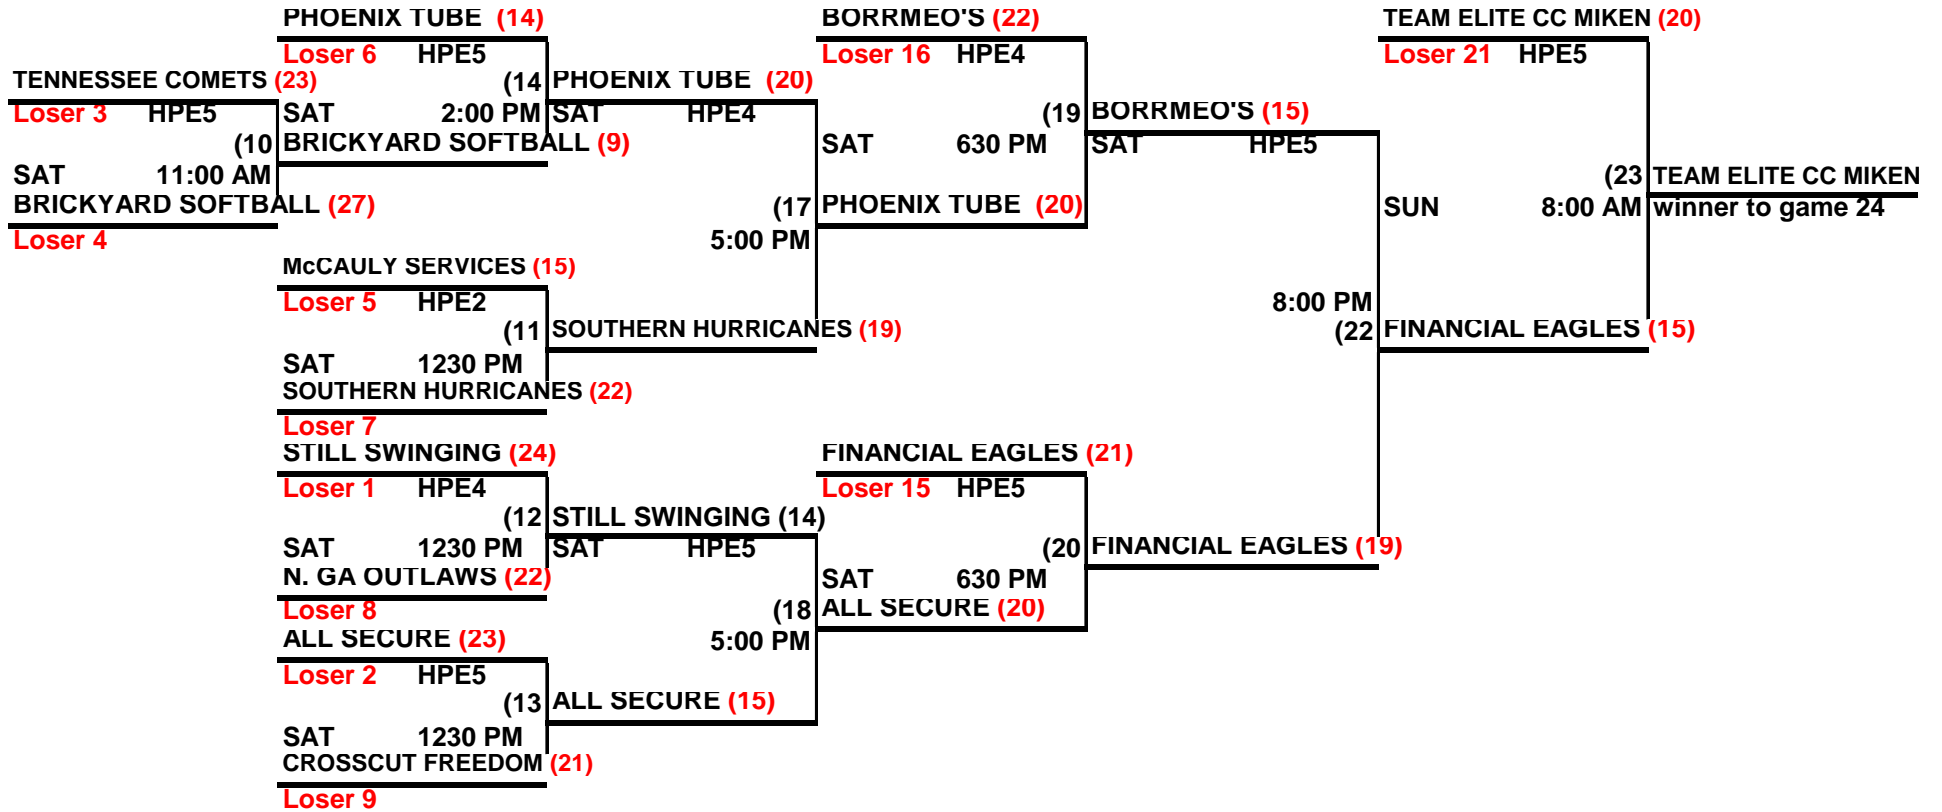 PHOENIX TUBE (14) BORRMEO'S (22) TEAM ELITE CC MIKEN (20)
Loser 6 HPE5 Loser 16 HPE4 Loser 21 HPE5
TENNESSEE COMETS (23) (14 PHOENIX TUBE (20)
Loser 3 HPE5 SAT 2:00 PM SAT HPE4 (19 BORRMEO'S (15)
(10 BRICKYARD SOFTBALL (9) SAT 630 PM SAT HPE5
SAT 11:00 AM (23 TEAM ELITE CC MIKEN
BRICKYARD SOFTBALL (27) (17 PHOENIX TUBE (20) SUN 8:00 AM winner to game 24
Loser 4 5:00 PM
McCAULY SERVICES (15)
Loser 5 HPE2 8:00 PM
(11 SOUTHERN HURRICANES (19) (22 FINANCIAL EAGLES (15)
SAT 1230 PM
SOUTHERN HURRICANES (22)
Loser 7
STILL SWINGING (24) FINANCIAL EAGLES (21)
Loser 1 HPE4 Loser 15 HPE5
(12 STILL SWINGING (14)
SAT 1230 PM SAT HPE5 (20 FINANCIAL EAGLES (19)
N. GA OUTLAWS (22) SAT 630 PM
Loser 8 (18 ALL SECURE (20)
ALL SECURE (23) 5:00 PM
Loser 2 HPE5
(13 ALL SECURE (15)
SAT 1230 PM
CROSSCUT FREEDOM (21)
Loser 9